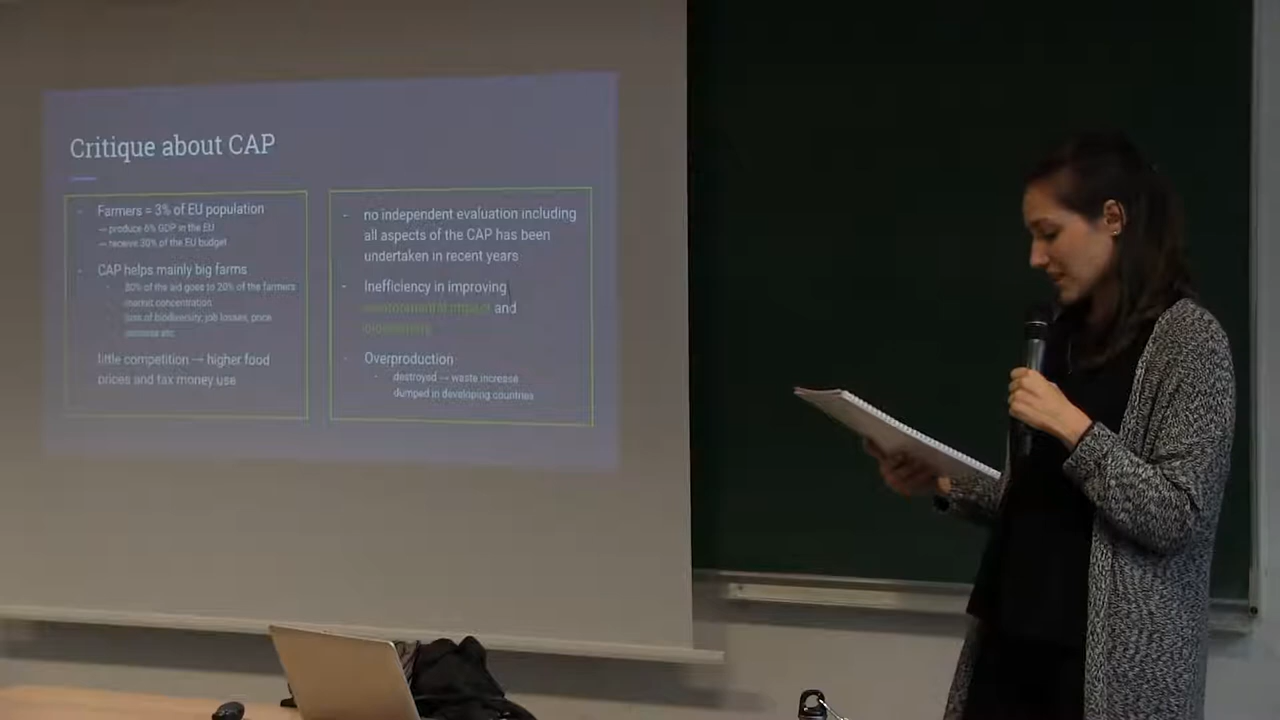 Critique about CAP
- Farmers = 3% of EU population
→ produce 6% GDP in the EU
→ receive 30% of the EU budget
- CAP helps mainly big farms
- 80% of the aid goes to 20% of the farmers
market concentration
- loss of biodiversity, job losses, price
increase etc.
little competition → higher food
prices and tax money use
- no independent evaluation including
all aspects of the CAP has been
undertaken in recent years
- Inefficiency in improving
environmental impact and
biodiversity
- Overproduction
- destroyed → waste increase
dumped in developing countries